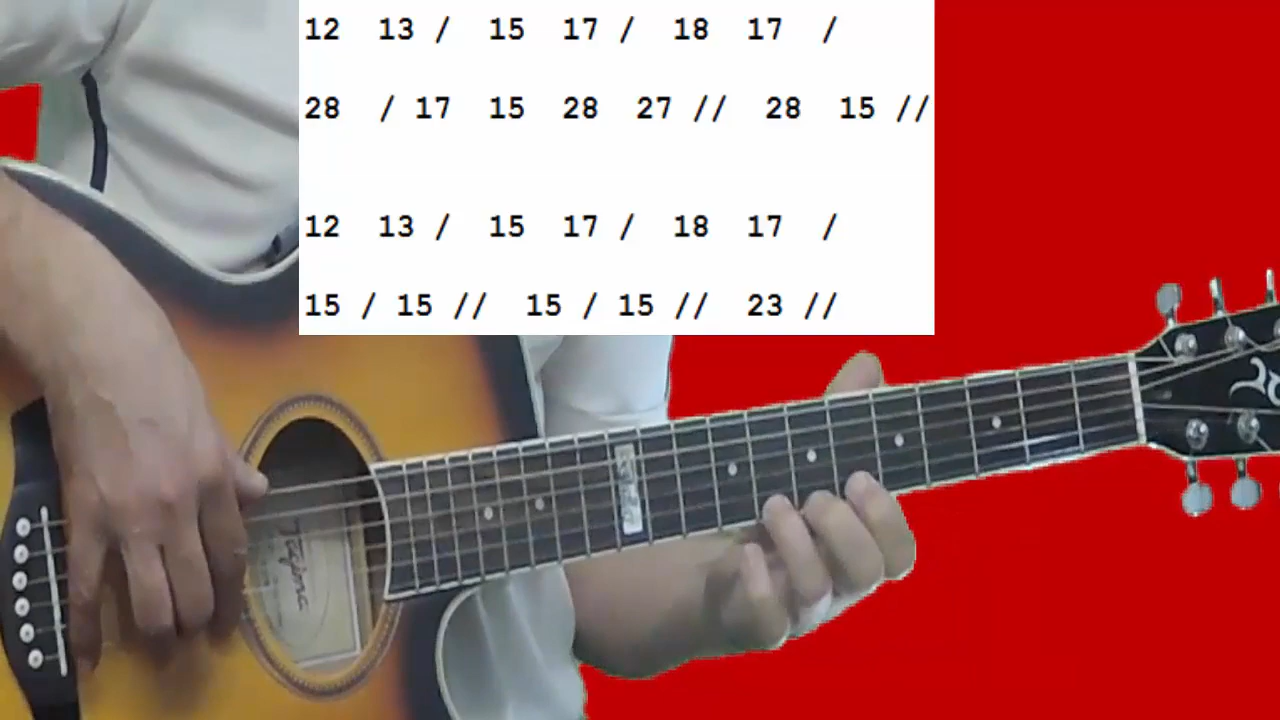 12 13 / 15 17 / 18 17 /
28 / 17 15 28 27 // 28 15 //
12 13 / 15 17 / 18 17 /
15 / 15 // 15 / 15 // 23 //
Tagima